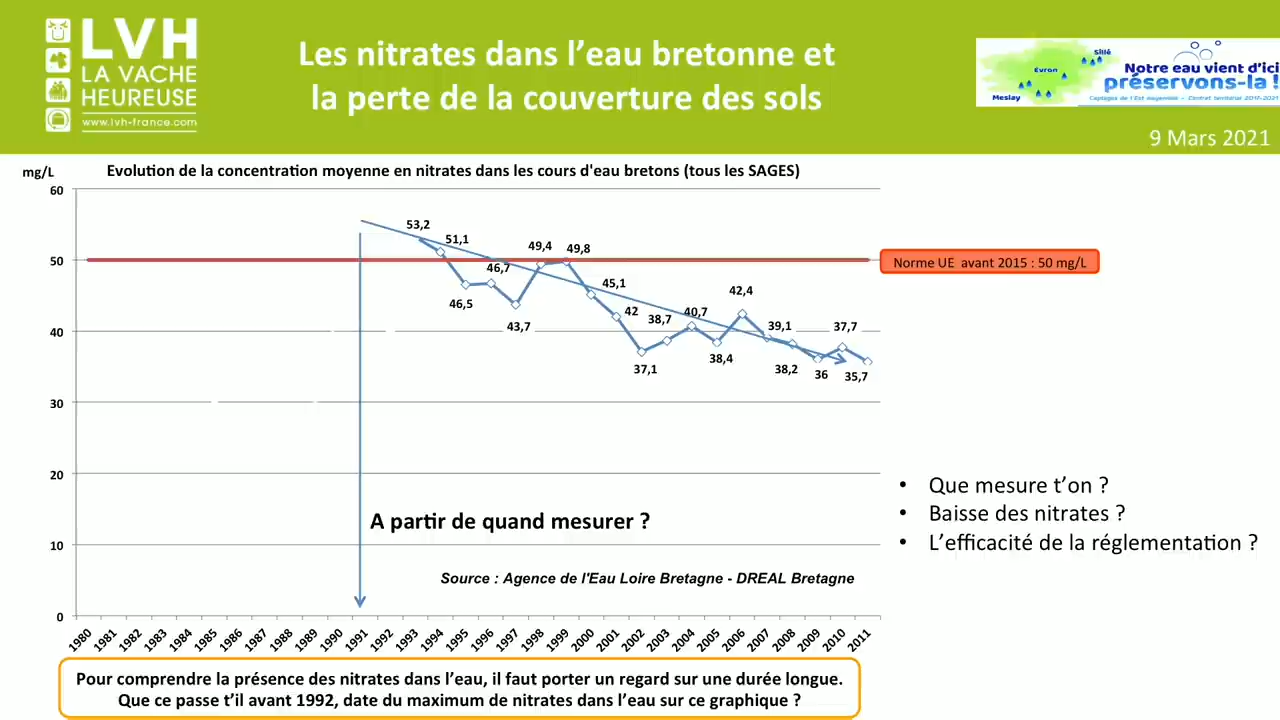 LVH
LA VACHE
HEUREUSE
www.lvh-france.com
Les nitrates dans l’eau bretonne et
la perte de la couverture des sols
Sillé
Evron
Meslay
Notre eau vient d'ici
préservons-la !
Captages de l'Est mayennais - Contrat territorial 2017-2021
9 Mars 2021
mg/L
Evolution de la concentration moyenne en nitrates dans les cours d'eau bretons (tous les SAGES)
60
50
40
30
20
10
0
53,2
51,1
46,5
46,7
43,7
49,4
49,8
45,1
42
37,1
38,7
40,7
38,4
42,4
39,1
38,2
36
37,7
35,7
Norme UE avant 2015 : 50 mg/L
• Que mesure t’on ?
• Baisse des nitrates ?
• L’efficacité de la réglementation ?
A partir de quand mesurer ?
Source : Agence de l'Eau Loire Bretagne - DREAL Bretagne
1980 1981 1982 1983 1984 1985 1986 1987 1988 1989 1990 1991 1992 1993 1994 1995 1996 1997 1998 1999 2000 2001 2002 2003 2004 2005 2006 2007 2008 2009 2010 2011
Pour comprendre la présence des nitrates dans l’eau, il faut porter un regard sur une durée longue.
Que ce passe t’il avant 1992, date du maximum de nitrates dans l’eau sur ce graphique ?